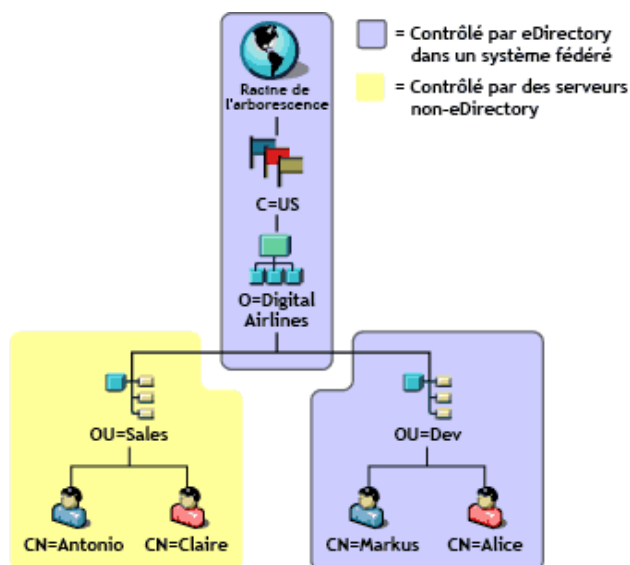 = Contrôlé par eDirectory
dans un système fédéré
= Contrôlé par des serveurs
non-eDirectory
Racine de
l'arborescence
C=US
O=Digital
Airlines
OU=Sales
OU=Dev
CN=Antonio
CN=Claire
CN=Markus
CN=Alice